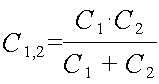 C₁,₂ = (C₁ · C₂) / (C₁ + C₂)